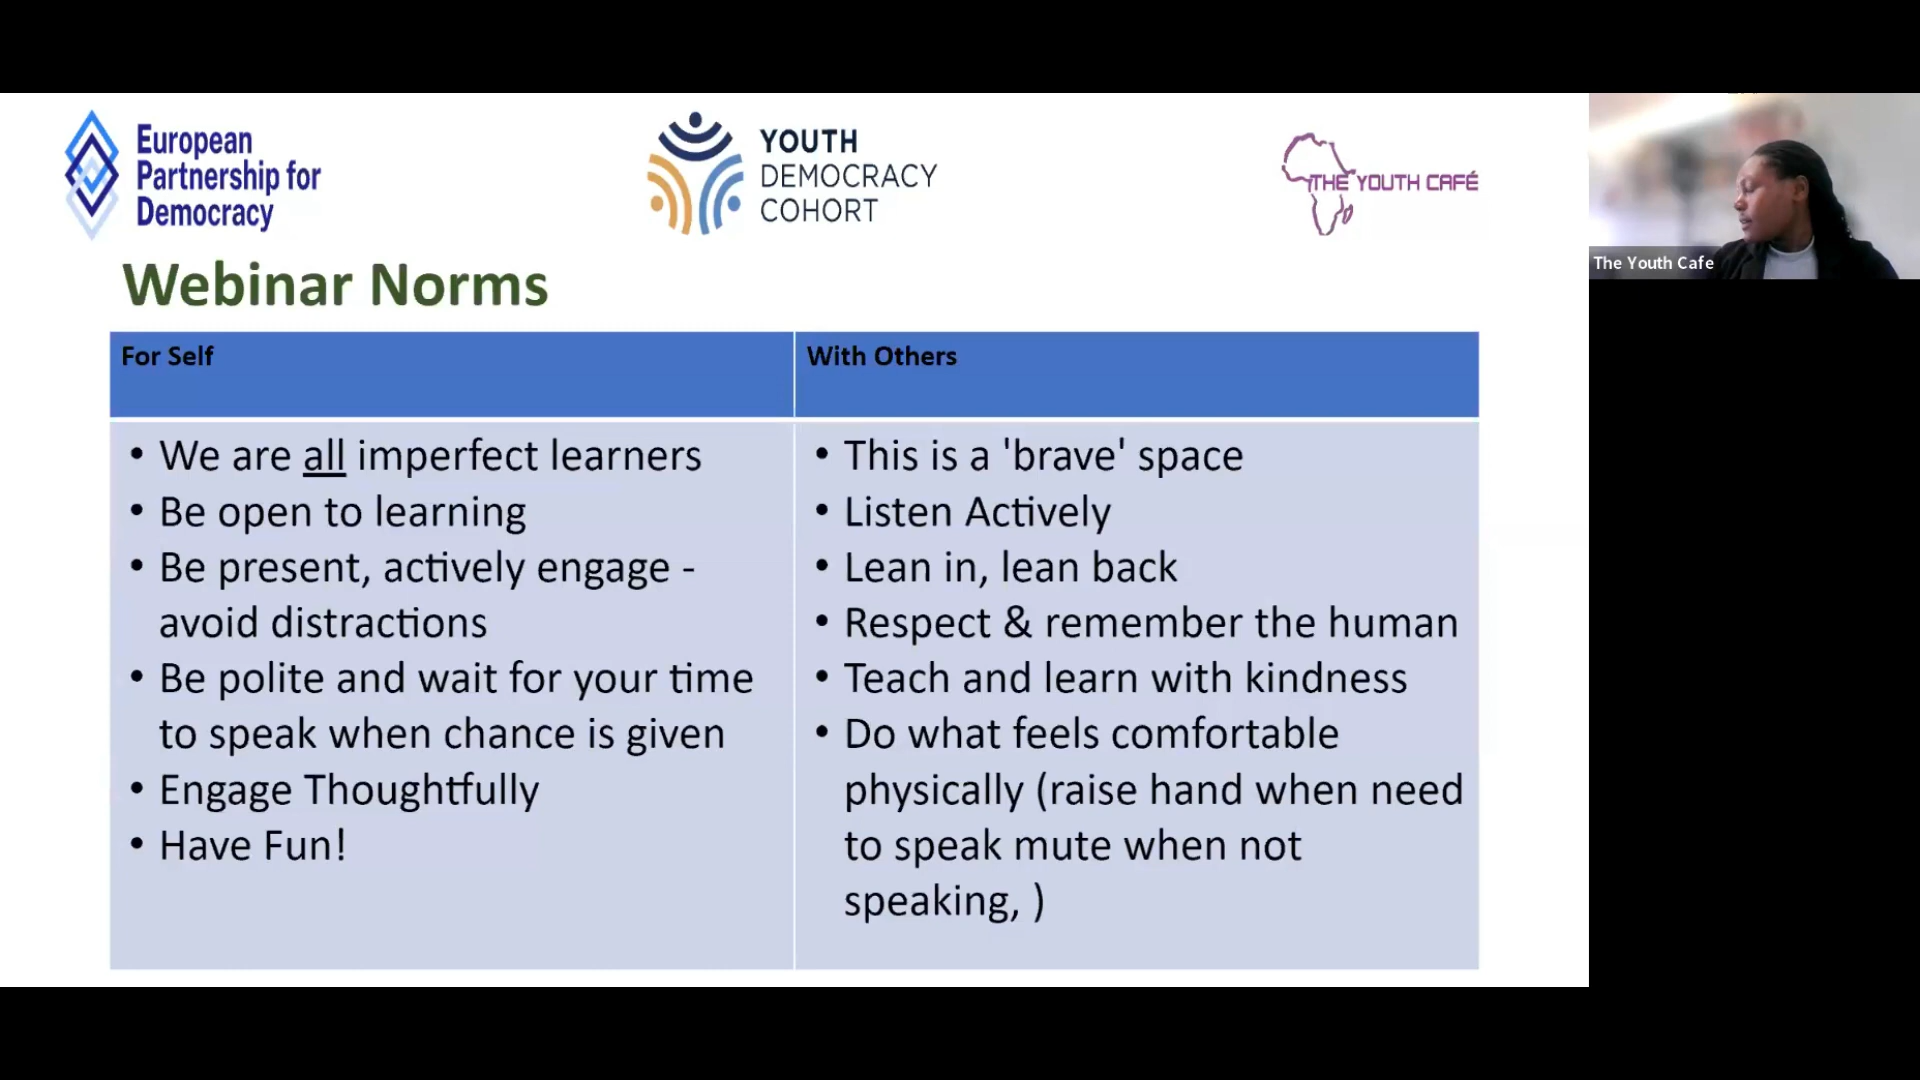 European
Partnership for
Democracy
YOUTH
DEMOCRACY
COHORT
THE YOUTH CAFÉ
The Youth Cafe
Webinar Norms
For Self
With Others
• We are all imperfect learners
• Be open to learning
• Be present, actively engage -
avoid distractions
• Be polite and wait for your time
to speak when chance is given
• Engage Thoughtfully
• Have Fun!
• This is a 'brave' space
• Listen Actively
• Lean in, lean back
• Respect & remember the human
• Teach and learn with kindness
• Do what feels comfortable
physically (raise hand when need
to speak mute when not
speaking, )